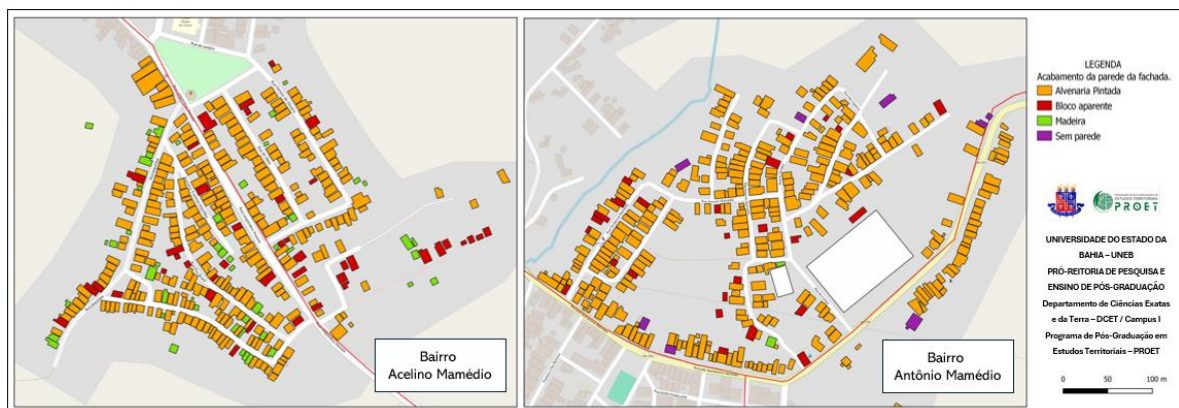 Bairro
Acelino Mamédio
Bairro
Antônio Mamédio
LEGENDA
Acabamento da parede da fachada.
Alvenaria Pintada
Bloco aparente
Madeira
Sem parede
ESTUDOS TERRITORIAIS
PROET
UNIVERSIDADE DO ESTADO DA
BAHIA – UNEB
PRÓ-REITORIA DE PESQUISA E
ENSINO DE PÓS-GRADUAÇÃO
Departamento de Ciências Exatas
e da Terra – DCET / Campus I
Programa de Pós-Graduação em
Estudos Territoriais – PROET
0 50 100 m